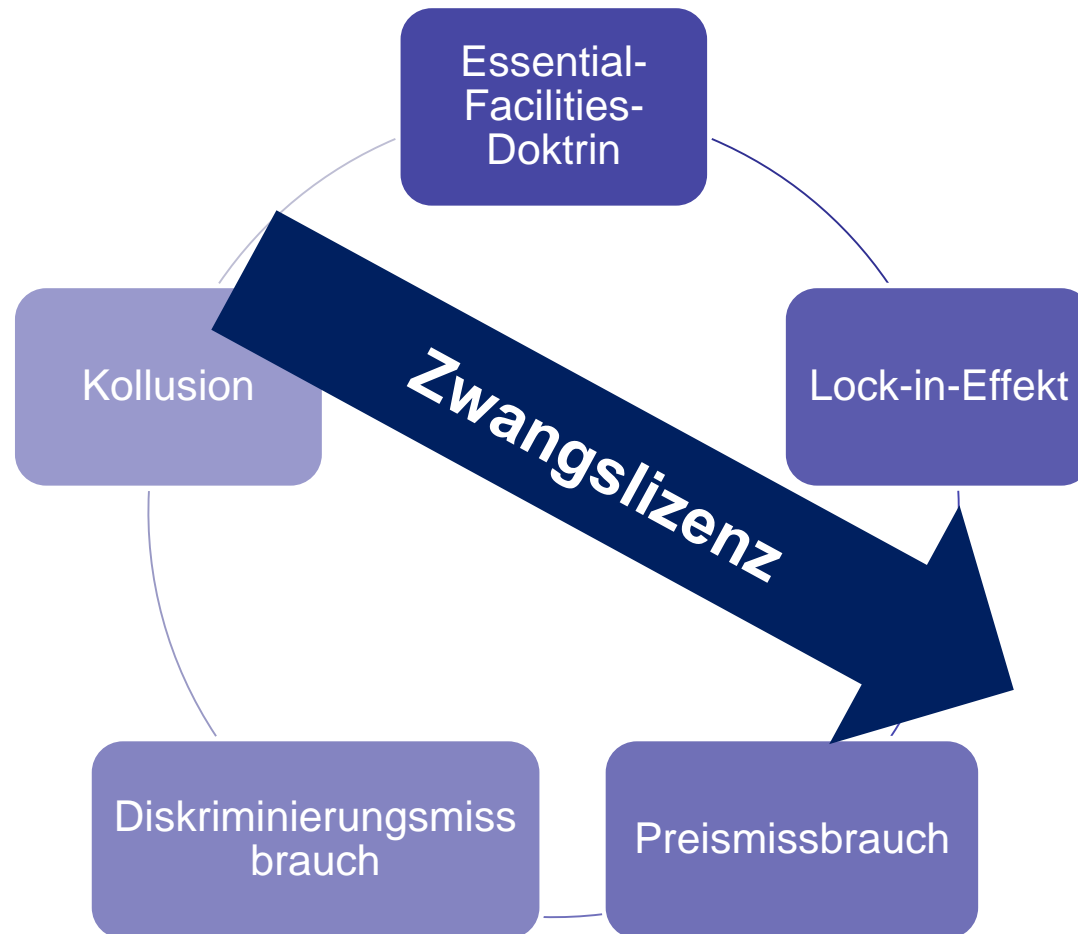 Essential-
Facilities-
Doktrin
Kollusion
Lock-in-Effekt
Zwangslizenz
Diskriminierungsmiss
brauch
Preismissbrauch